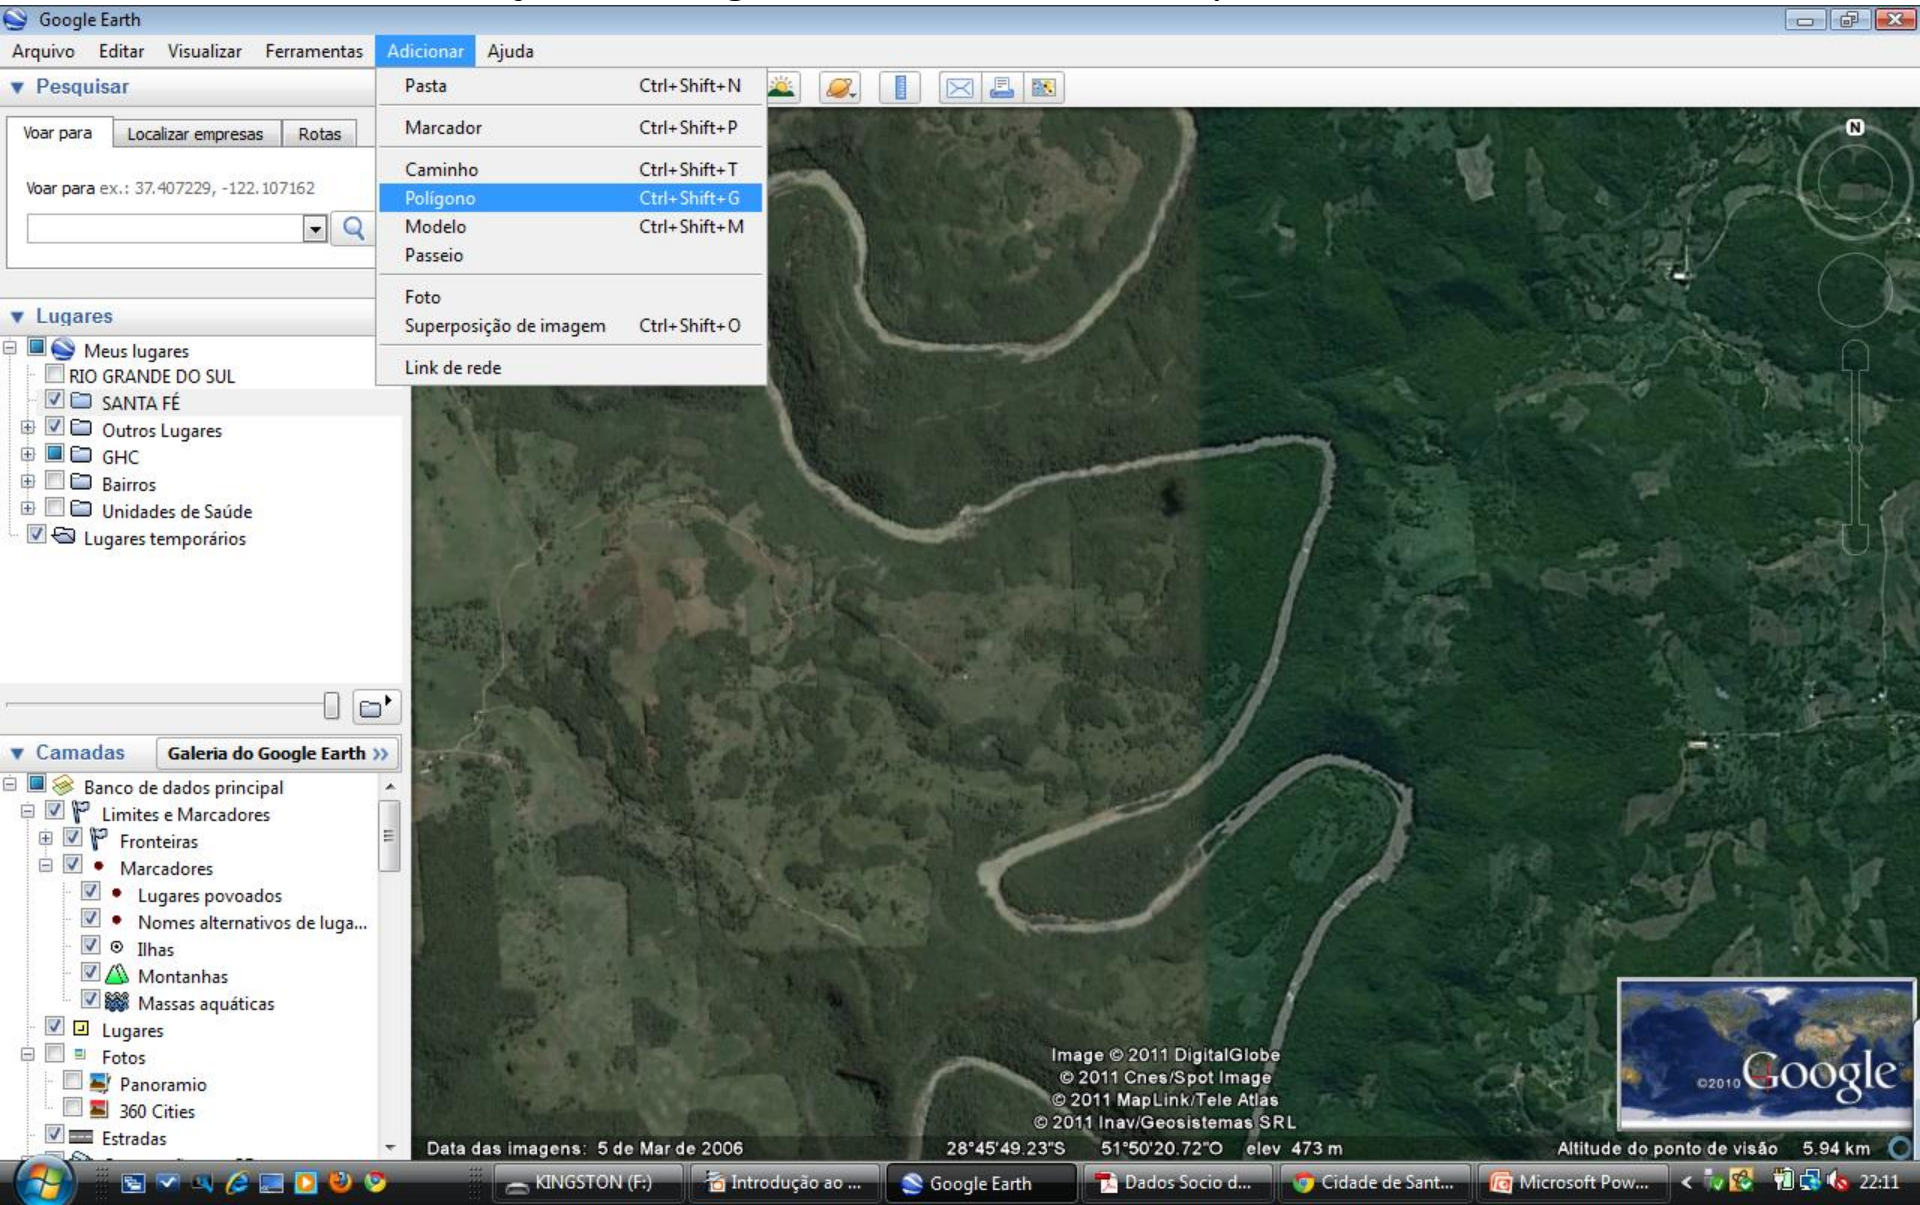 Google Earth
Arquivo Editar Visualizar Ferramentas Adicionar Ajuda
Pesquisar
Voar para Localizar empresas Rotas
Voar para ex.: 37.407229, -122.107162
Pasta Ctrl+Shift+N
Marcador Ctrl+Shift+P
Caminho Ctrl+Shift+T
Polígono Ctrl+Shift+G
Modelo Ctrl+Shift+M
Passeio
Foto
Superposição de imagem Ctrl+Shift+O
Link de rede
N
Lugares
Meus lugares
RIO GRANDE DO SUL
SANTA FÉ
Outros Lugares
GHC
Bairros
Unidades de Saúde
Lugares temporários
Camadas Galeria do Google Earth >>
Banco de dados principal
Limites e Marcadores
Fronteiras
Marcadores
Lugares povoados
Nomes alternativos de luga...
Ilhas
Montanhas
Massas aquáticas
Lugares
Fotos
Panoramio
360 Cities
Estradas
Image © 2011 DigitalGlobe
© 2011 Cnes/Spot Image
© 2011 MapLink/Tele Atlas
© 2011 Inav/Geosistemas SRL
©2010 Google
Data das imagens: 5 de Mar de 2006 28°45'49.23"S 51°50'20.72"O elev 473 m Altitude do ponto de visão 5.94 km
KINGSTON (F:) Introdução ao ... Google Earth Dados Socio d... Cidade de Sant... Microsoft Pow... 22:11